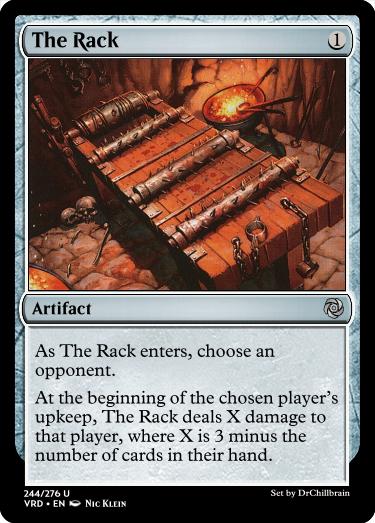 The Rack 1
Artifact
As The Rack enters, choose an
opponent.
At the beginning of the chosen player's
upkeep, The Rack deals X damage to
that player, where X is 3 minus the
number of cards in their hand.
244/276 U
VRD • EN Nic Klein
Set by DrChillbrain